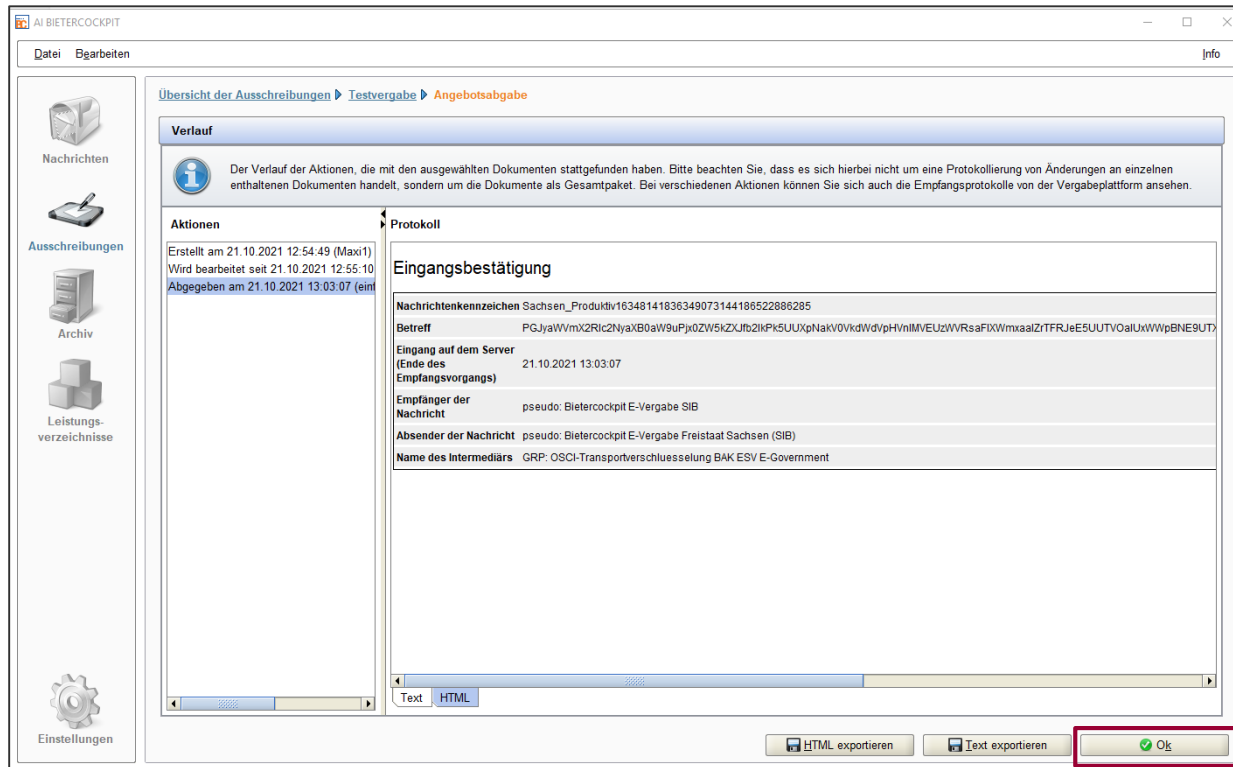 AI BIETERCOCKPIT
Datei Bearbeiten Info
Nachrichten
Ausschreibungen
Archiv
Leistungs-
verzeichnisse
Einstellungen
Übersicht der Ausschreibungen Testvergabe Angebotsabgabe
Verlauf
Der Verlauf der Aktionen, die mit den ausgewählten Dokumenten stattgefunden haben. Bitte beachten Sie, dass es sich hierbei nicht um eine Protokollierung von Änderungen an einzelnen
enthaltenen Dokumenten handelt, sondern um die Dokumente als Gesamtpaket. Bei verschiedenen Aktionen können Sie sich auch die Empfangsprotokolle von der Vergabeplattform ansehen.
Aktionen
Erstellt am 21.10.2021 12:54:49 (Maxi1)
Wird bearbeitet seit 21.10.2021 12:55:10
Abgegeben am 21.10.2021 13:03:07
Protokoll
Eingangsbestätigung
Nachrichtenkennzeichen Sachsen_Produktiv16348141836349073144186522886285
Betreff
Eingang auf dem Server
(Ende des
Empfangsvorgangs)
21.10.2021 13:03:07
Empfänger der
Nachricht
pseudo: Bietercockpit E-Vergabe SIB
Absender der Nachricht pseudo: Bietercockpit E-Vergabe Freistaat Sachsen (SIB)
Name des Intermediärs GRP: OSCI-Transportverschluesselung BAK ESV E-Government
Text HTML
HTML exportieren Text exportieren Ok